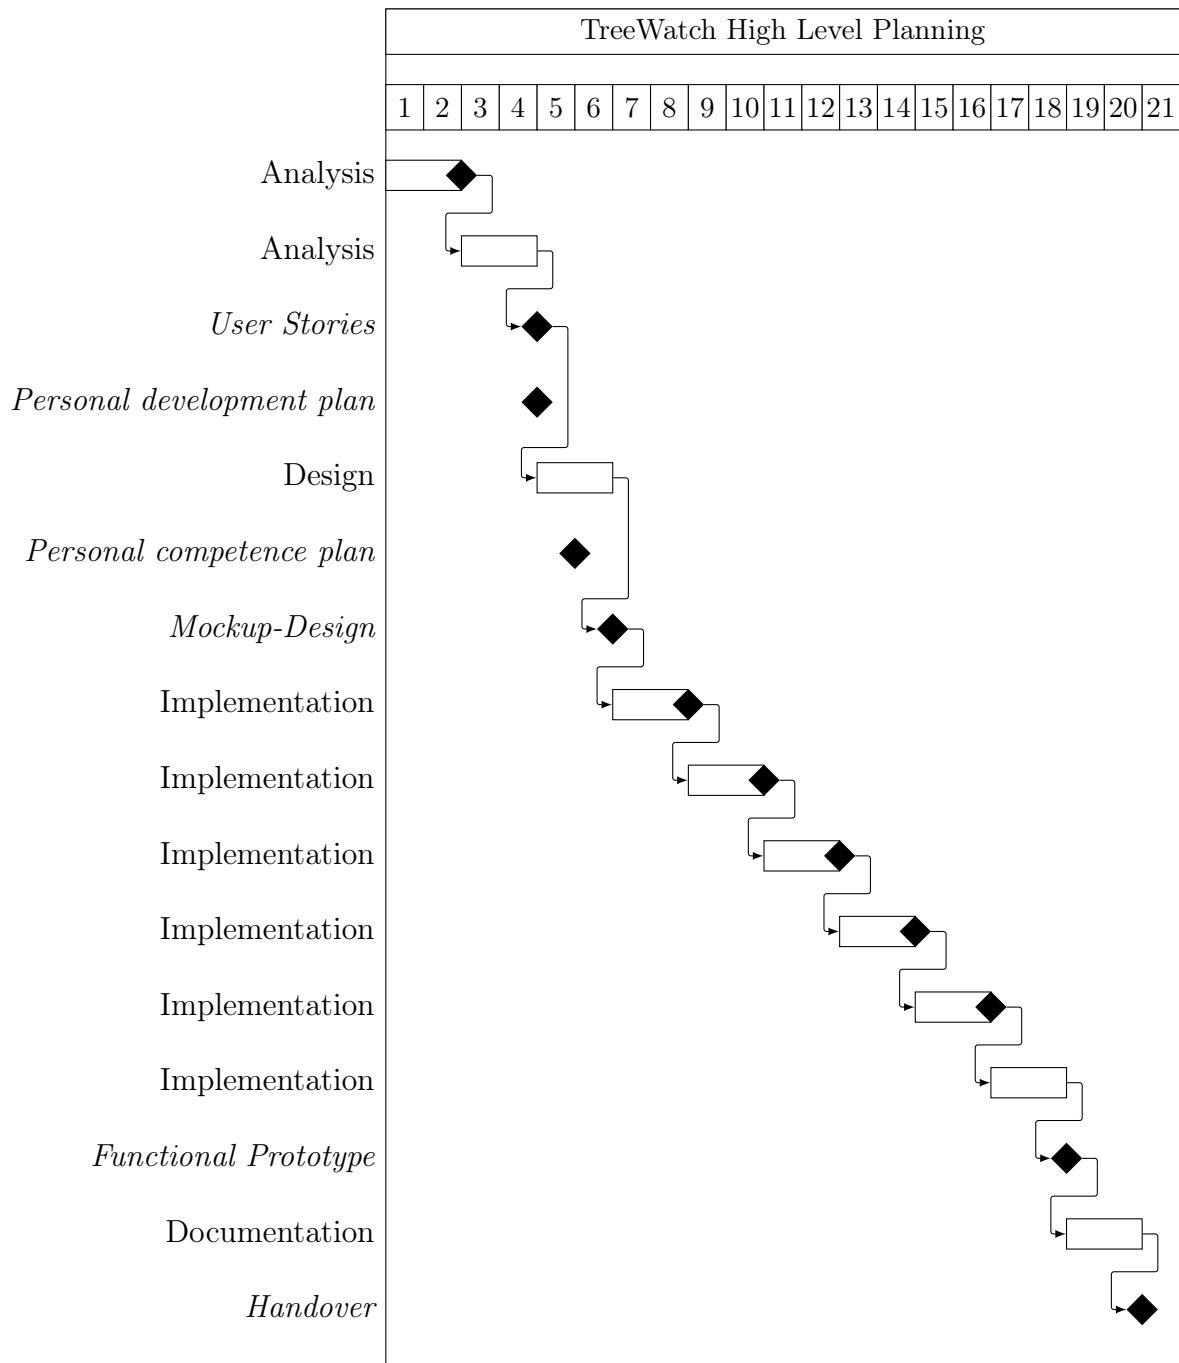 TreeWatch High Level Planning
1 2 3 4 5 6 7 8 9 10 11 12 13 14 15 16 17 18 19 20 21
Analysis
Analysis
User Stories
Personal development plan
Design
Personal competence plan
Mockup-Design
Implementation
Implementation
Implementation
Implementation
Implementation
Implementation
Functional Prototype
Documentation
Handover